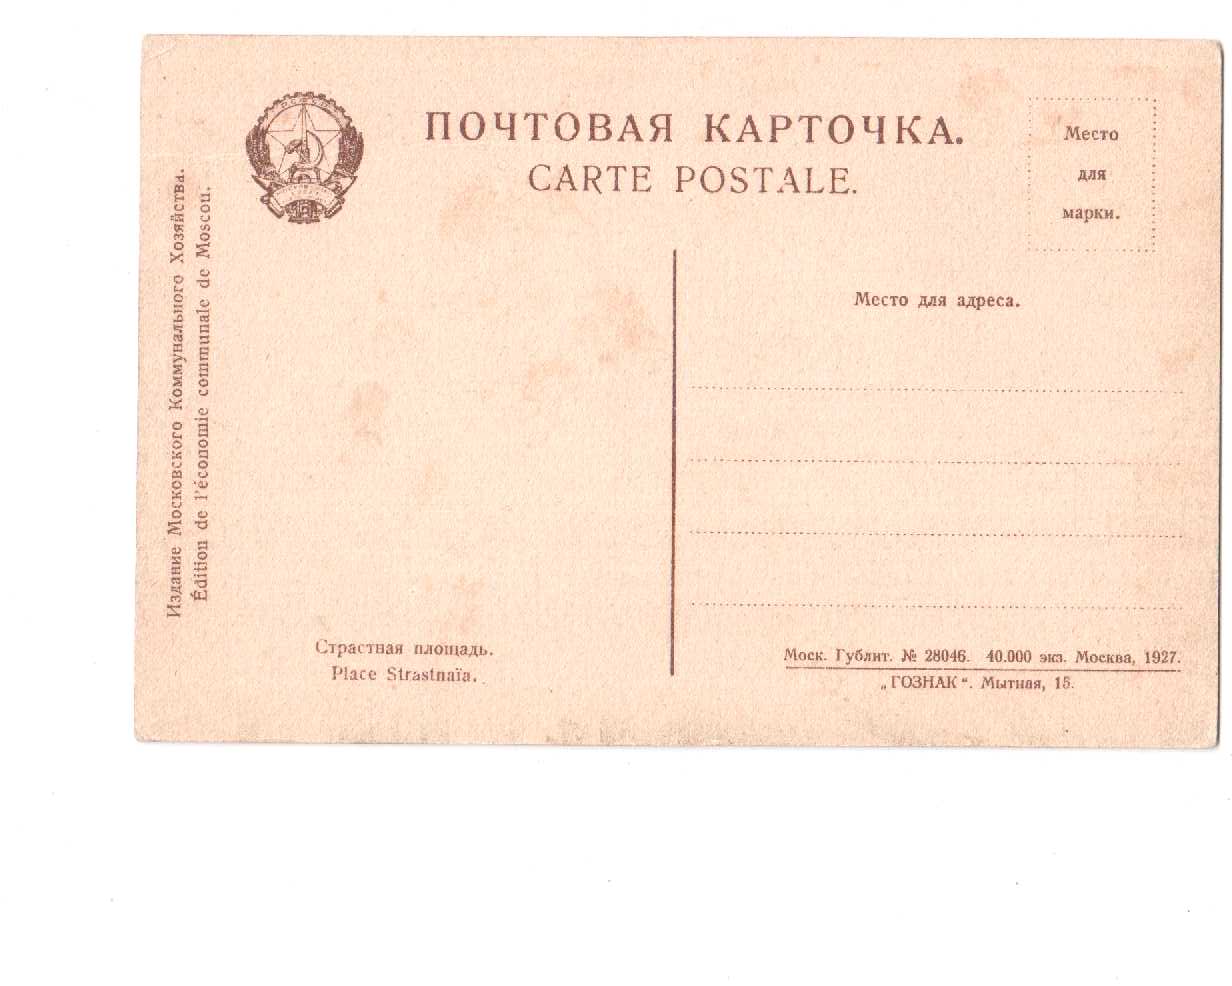 ПОЧТОВАЯ КАРТОЧКА.
CARTE POSTALE.
Место
для
марки.
Место для адреса.
Издание Московского Коммунального Хозяйства.
Édition de l'économie communale de Moscou.
Страстная площадь.
Place Strastnaïa.
Моск. Гублит. № 28046. 40.000 экз. Москва, 1927.
„ГОЗНАК“. Мытная, 15.